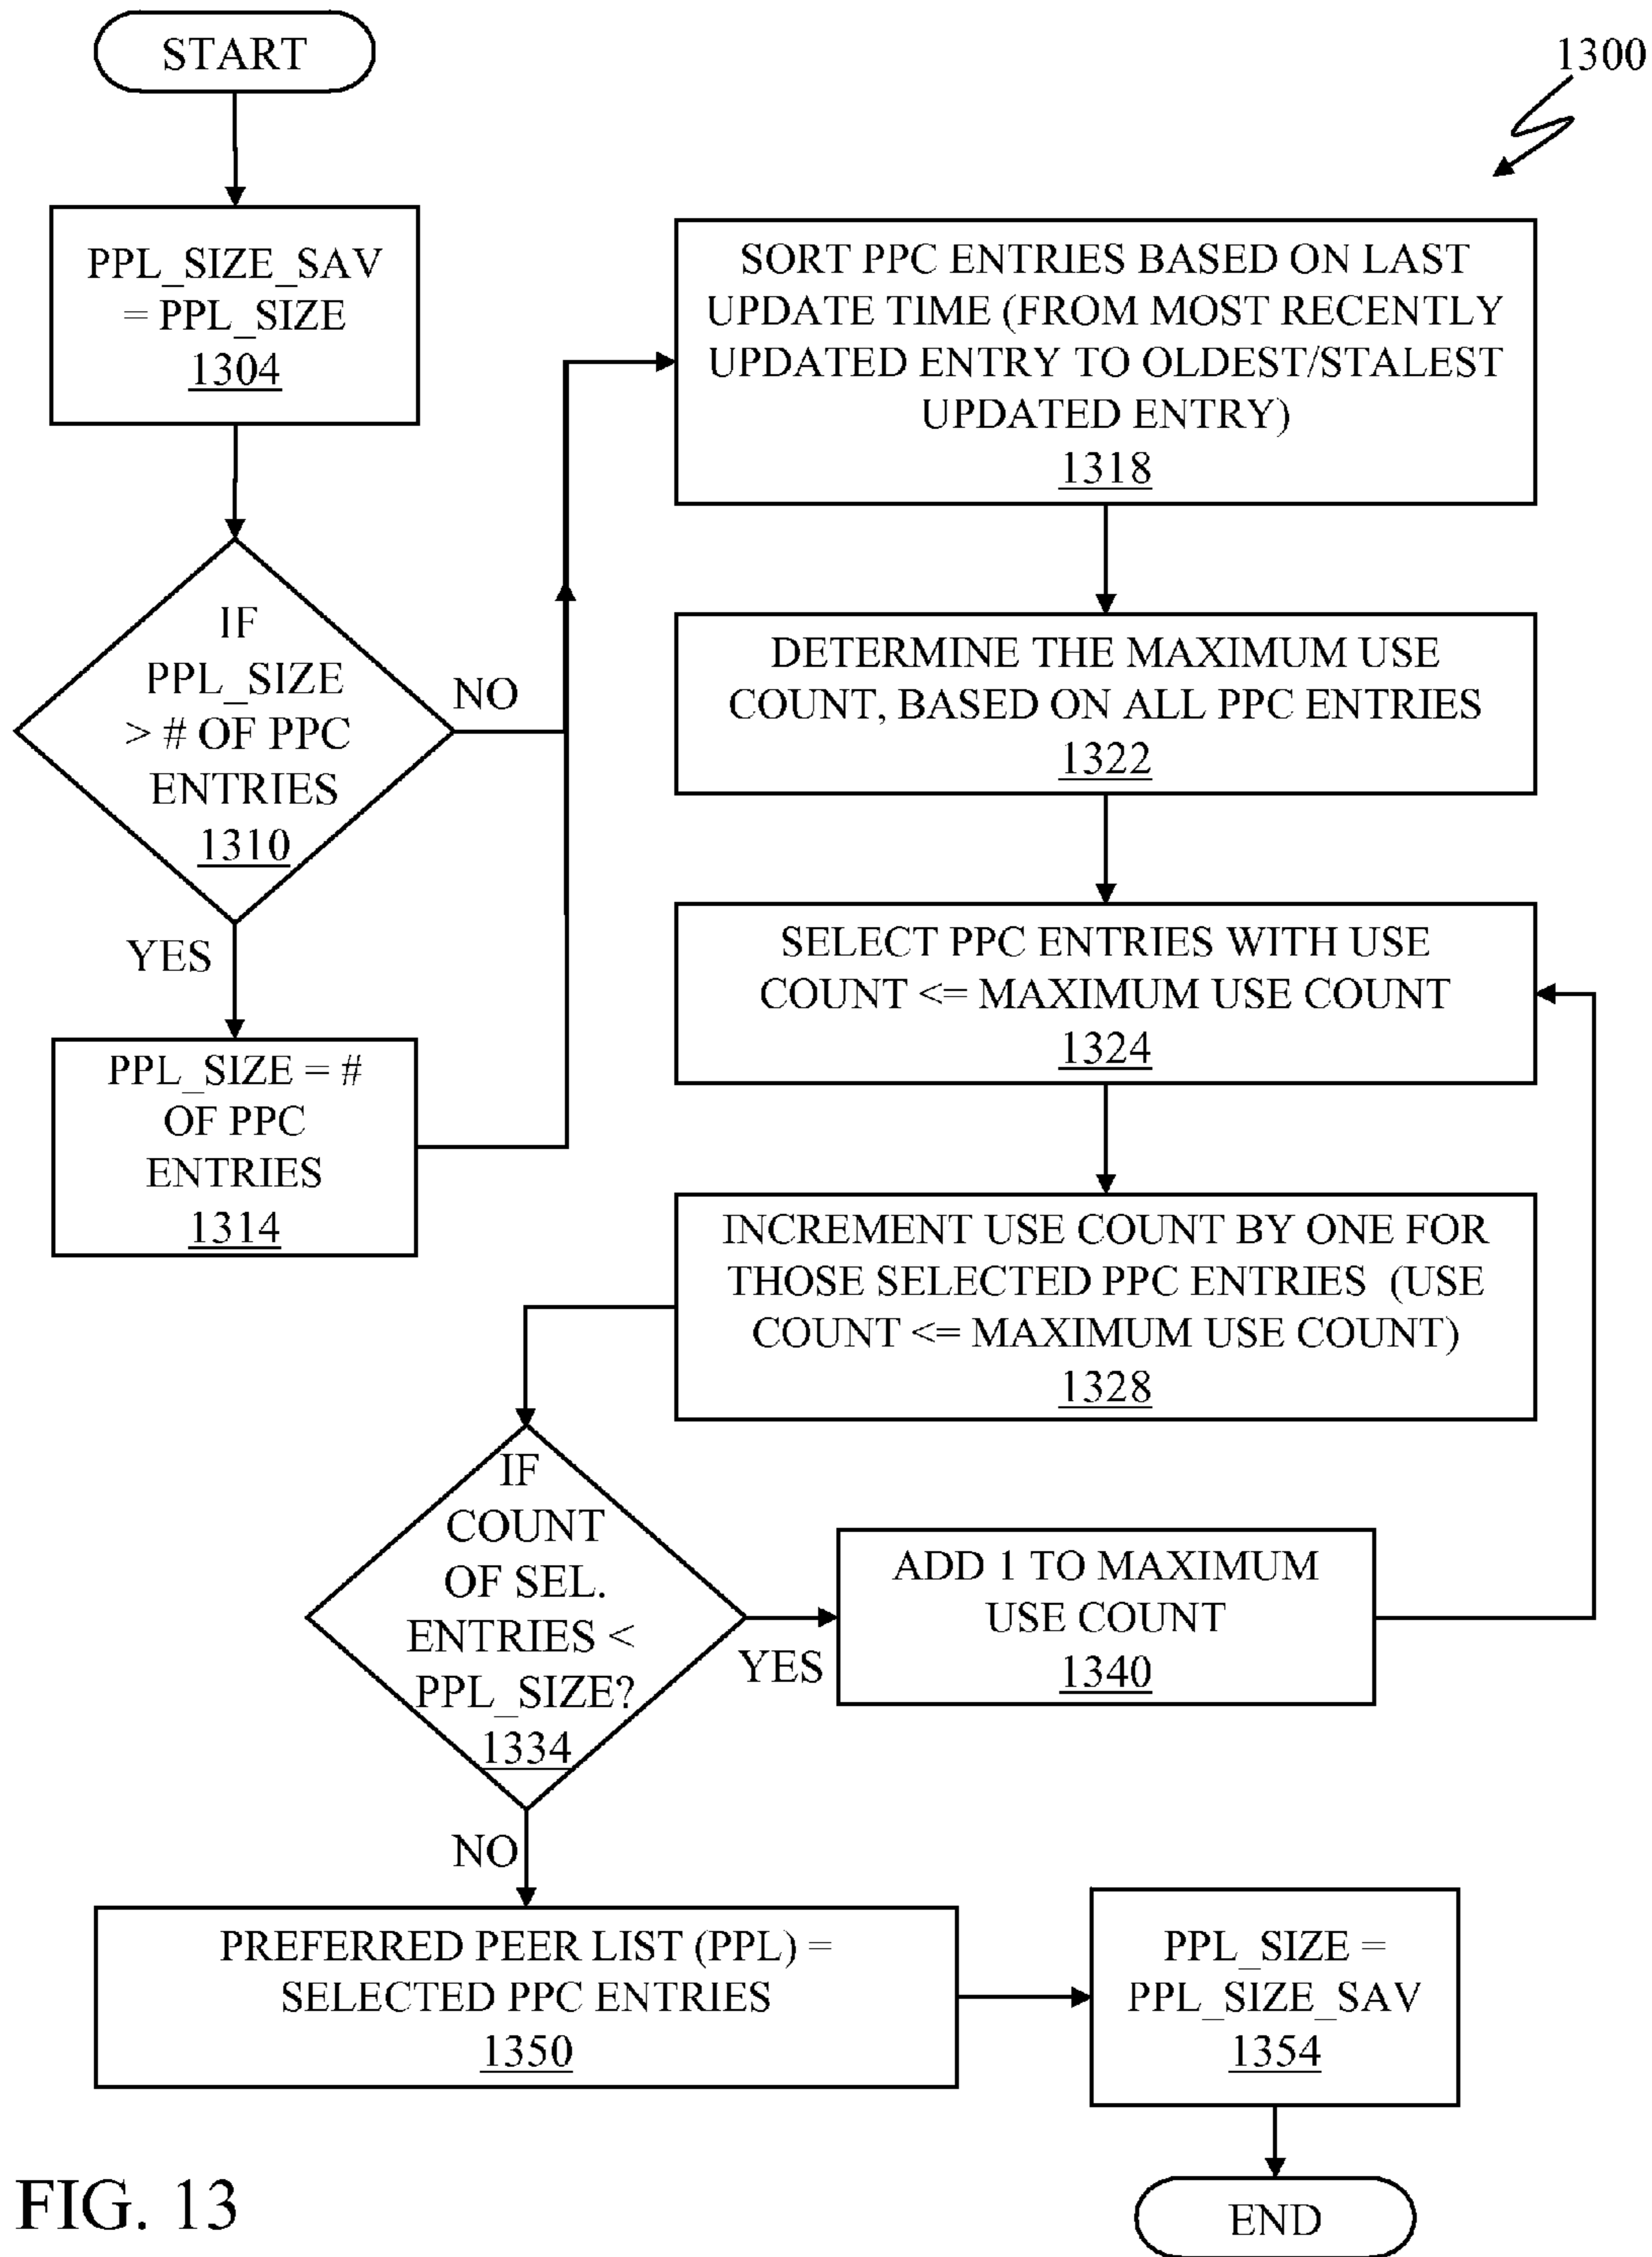 START
1300
PPL_SIZE_SAV
= PPL_SIZE
1304
IF
PPL_SIZE
> # OF PPC
ENTRIES
1310
NO
YES
PPL_SIZE = #
OF PPC
ENTRIES
1314
SORT PPC ENTRIES BASED ON LAST
UPDATE TIME (FROM MOST RECENTLY
UPDATED ENTRY TO OLDEST/STALEST
UPDATED ENTRY)
1318
DETERMINE THE MAXIMUM USE
COUNT, BASED ON ALL PPC ENTRIES
1322
SELECT PPC ENTRIES WITH USE
COUNT <= MAXIMUM USE COUNT
1324
INCREMENT USE COUNT BY ONE FOR
THOSE SELECTED PPC ENTRIES (USE
COUNT <= MAXIMUM USE COUNT)
1328
IF
COUNT
OF SEL.
ENTRIES <
PPL_SIZE?
1334
YES
ADD 1 TO MAXIMUM
USE COUNT
1340
NO
PREFERRED PEER LIST (PPL) =
SELECTED PPC ENTRIES
1350
PPL_SIZE =
PPL_SIZE_SAV
1354
END
FIG. 13